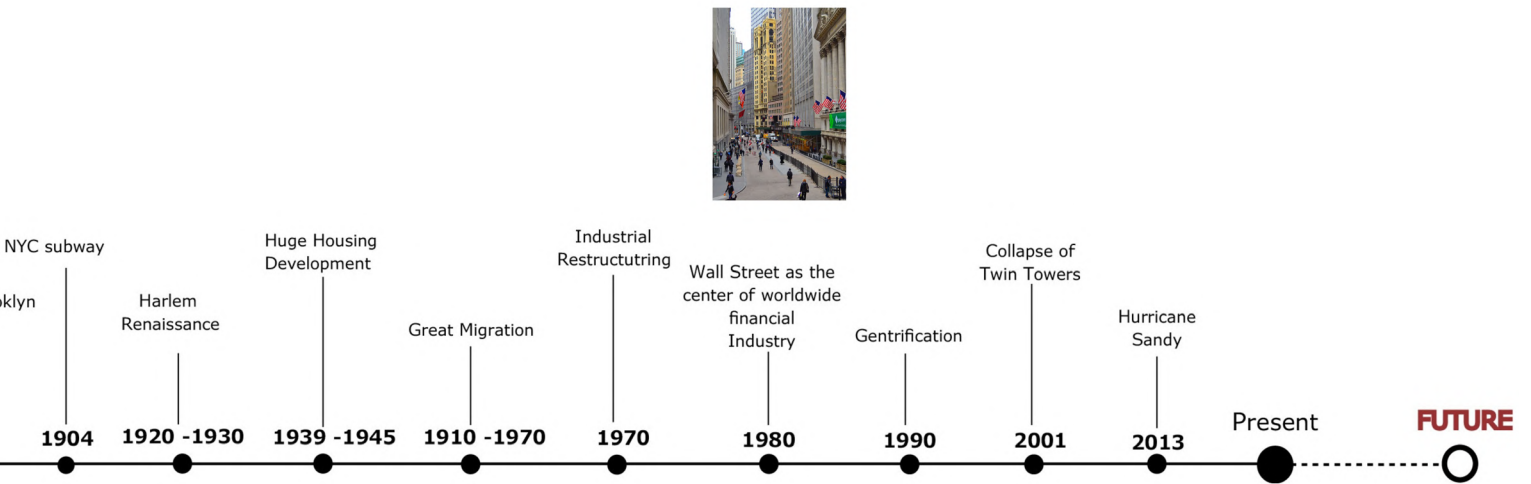 NYC subway
oklyn
Harlem
Renaissance
Huge Housing
Development
Great Migration
Industrial
Restructutring
Wall Street as the
center of worldwide
financial
Industry
Gentrification
Collapse of
Twin Towers
Hurricane
Sandy
Present
FUTURE
1904
1920 -1930
1939 -1945
1910 -1970
1970
1980
1990
2001
2013